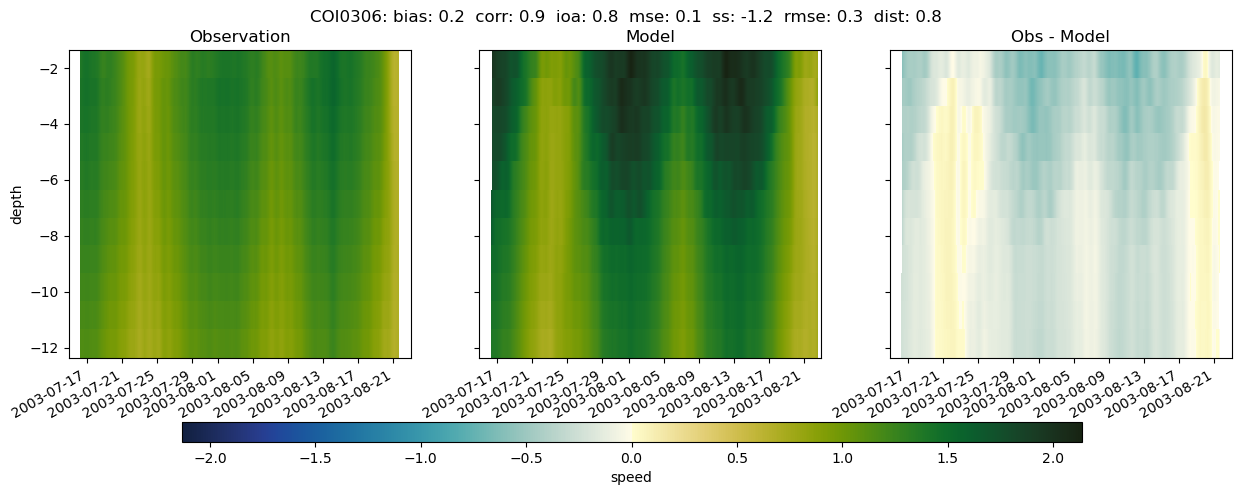 COI0306: bias: 0.2 corr: 0.9 ioa: 0.8 mse: 0.1 ss: -1.2 rmse: 0.3 dist: 0.8
Observation Model Obs - Model
depth
−2
−4
−6
−8
−10
−12
2003-07-17 2003-07-21 2003-07-25 2003-07-29 2003-08-01 2003-08-05 2003-08-09 2003-08-13 2003-08-17 2003-08-21
2003-07-17 2003-07-21 2003-07-25 2003-07-29 2003-08-01 2003-08-05 2003-08-09 2003-08-13 2003-08-17 2003-08-21
2003-07-17 2003-07-21 2003-07-25 2003-07-29 2003-08-01 2003-08-05 2003-08-09 2003-08-13 2003-08-17 2003-08-21
−2.0 −1.5 −1.0 −0.5 0.0 0.5 1.0 1.5 2.0
speed